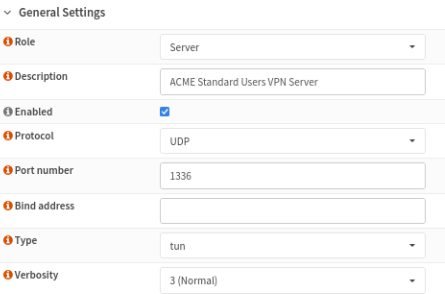 General Settings
Role
Server
Description
ACME Standard Users VPN Server
Enabled
Protocol
UDP
Port number
1336
Bind address
Type
tun
Verbosity
3 (Normal)